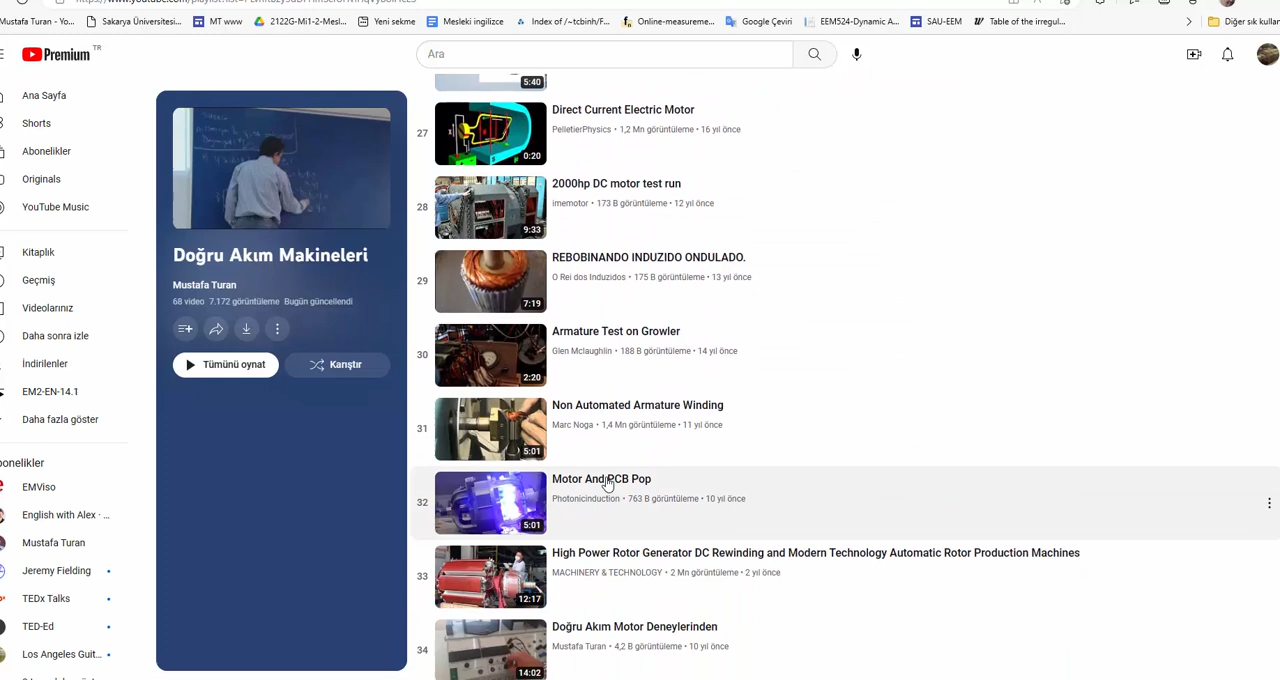 Mustafa Turan - Yo...
Sakarya Üniversitesi...
MT www
2122G-Mi1-2-Mesl...
Yeni sekme
Mesleki ingilizce
Index of /~tcbinh/F...
Online-measureme...
Google Çeviri
EEM524-Dynamic A...
SAU-EEM
Table of the irregul...
Diğer sık kullan
Premium TR
Ara
Ana Sayfa
Shorts
Abonelikler
Originals
YouTube Music
Kitaplık
Geçmiş
Videolarınız
Daha sonra izle
İndirilenler
EM2-EN-14.1
Daha fazla göster
bonelikler
EMViso
English with Alex · ...
Mustafa Turan
Jeremy Fielding
TEDx Talks
TED-Ed
Los Angeles Guit...
Doğru Akım Makineleri
Mustafa Turan
68 video 7.172 görüntüleme Bugün güncellendi
Tümünü oynat
Karıştır
5:40
27
0:20
Direct Current Electric Motor
PelletierPhysics • 1,2 Mn görüntüleme • 16 yıl önce
28
9:33
2000hp DC motor test run
imemotor • 173 B görüntüleme • 12 yıl önce
29
7:19
REBOBINANDO INDUZIDO ONDULADO.
O Rei dos Induzidos • 175 B görüntüleme • 13 yıl önce
30
2:20
Armature Test on Growler
Glen Mclaughlin • 188 B görüntüleme • 14 yıl önce
31
5:01
Non Automated Armature Winding
Marc Noga • 1,4 Mn görüntüleme • 11 yıl önce
32
5:01
Motor And PCB Pop
Photonicinduction • 763 B görüntüleme • 10 yıl önce
33
12:17
High Power Rotor Generator DC Rewinding and Modern Technology Automatic Rotor Production Machines
MACHINERY & TECHNOLOGY • 2 Mn görüntüleme • 2 yıl önce
34
14:02
Doğru Akım Motor Deneylerinden
Mustafa Turan • 4,2 B görüntüleme • 10 yıl önce